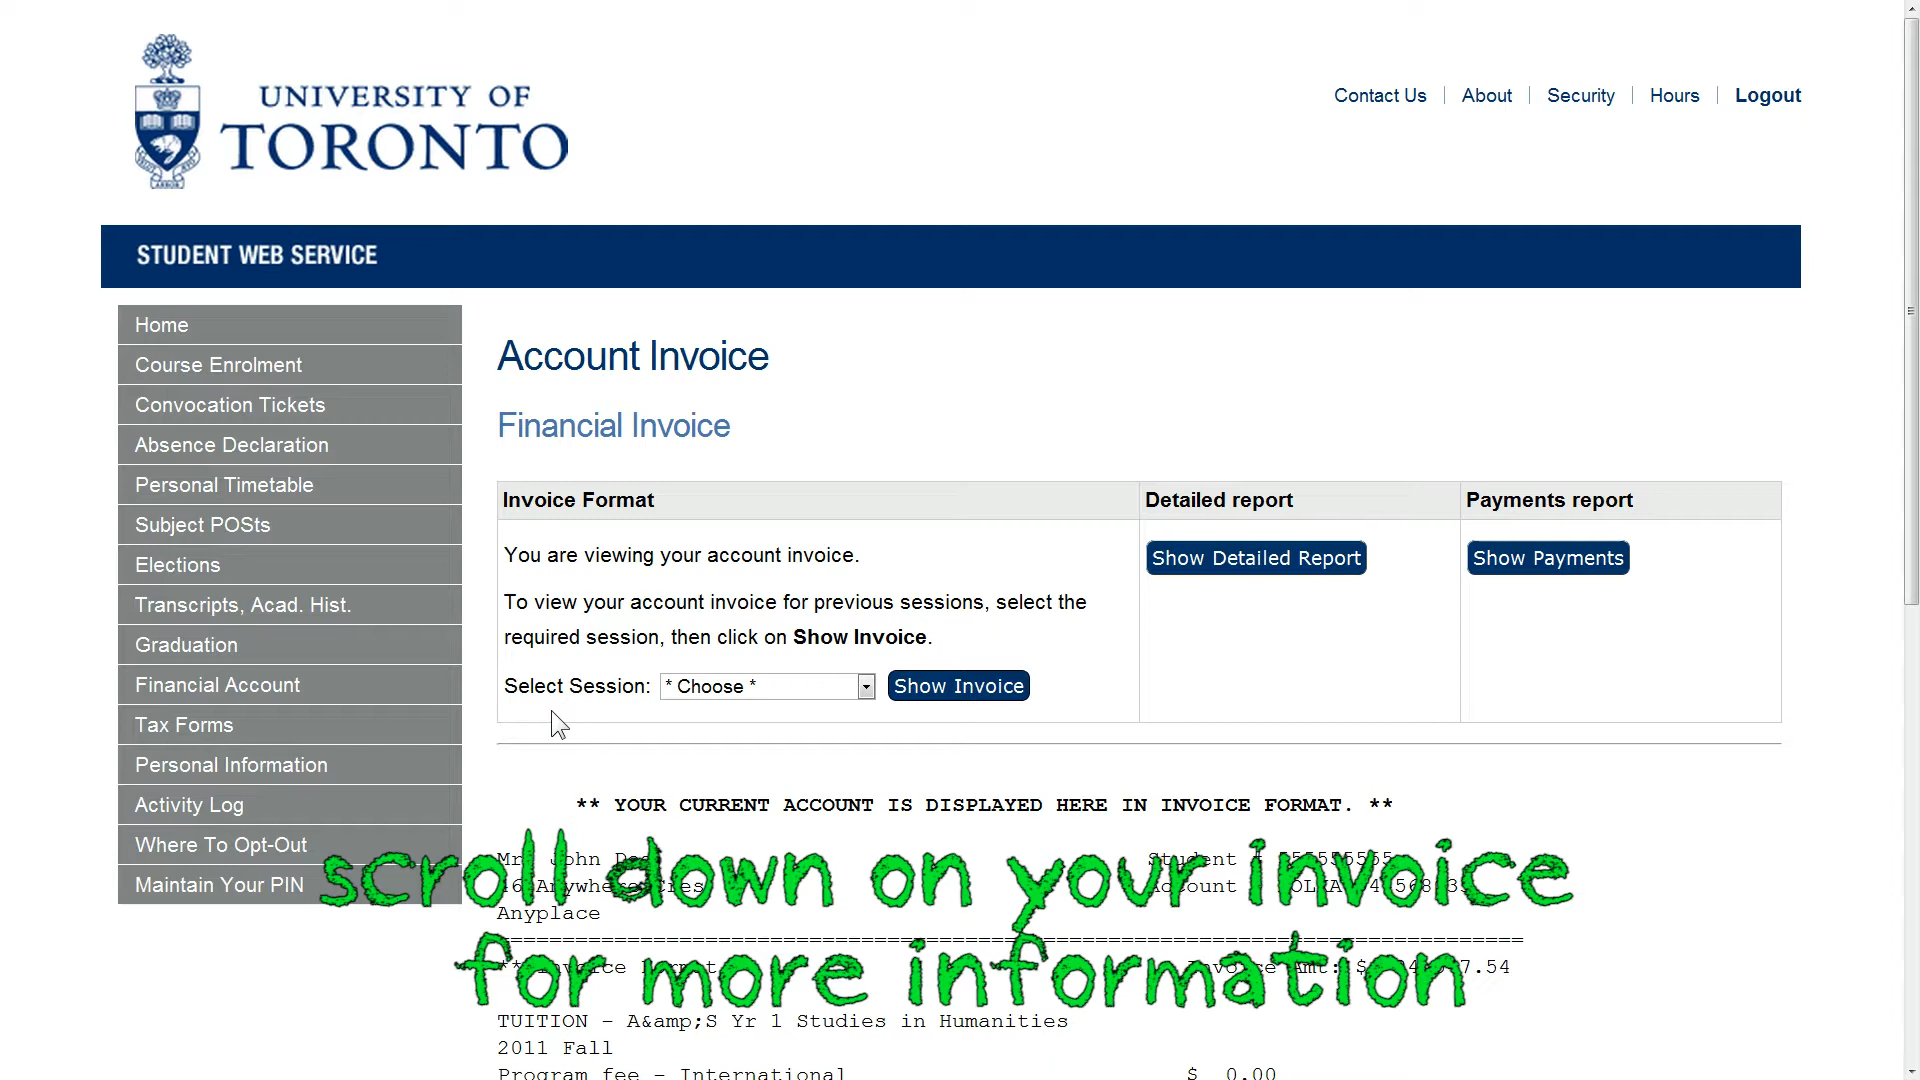 UNIVERSITY OF
TORONTO
Contact Us
About
Security
Hours
Logout
STUDENT WEB SERVICE
Home
Course Enrolment
Convocation Tickets
Absence Declaration
Personal Timetable
Subject POSts
Elections
Transcripts, Acad. Hist.
Graduation
Financial Account
Tax Forms
Personal Information
Activity Log
Where To Opt-Out
Maintain Your PIN
Account Invoice
Financial Invoice
Invoice Format
Detailed report
Payments report
You are viewing your account invoice.
To view your account invoice for previous sessions, select the
required session, then click on Show Invoice.
Select Session: * Choose * Show Invoice
Show Detailed Report
Show Payments
** YOUR CURRENT ACCOUNT IS DISPLAYED HERE IN INVOICE FORMAT. **
Mr. John Student
Account
Anyplace
scroll down on your invoice
for more information
TUITION - A&amp;S Yr 1 Studies in Humanities
2011 Fall
Program fee - International $ 0.00